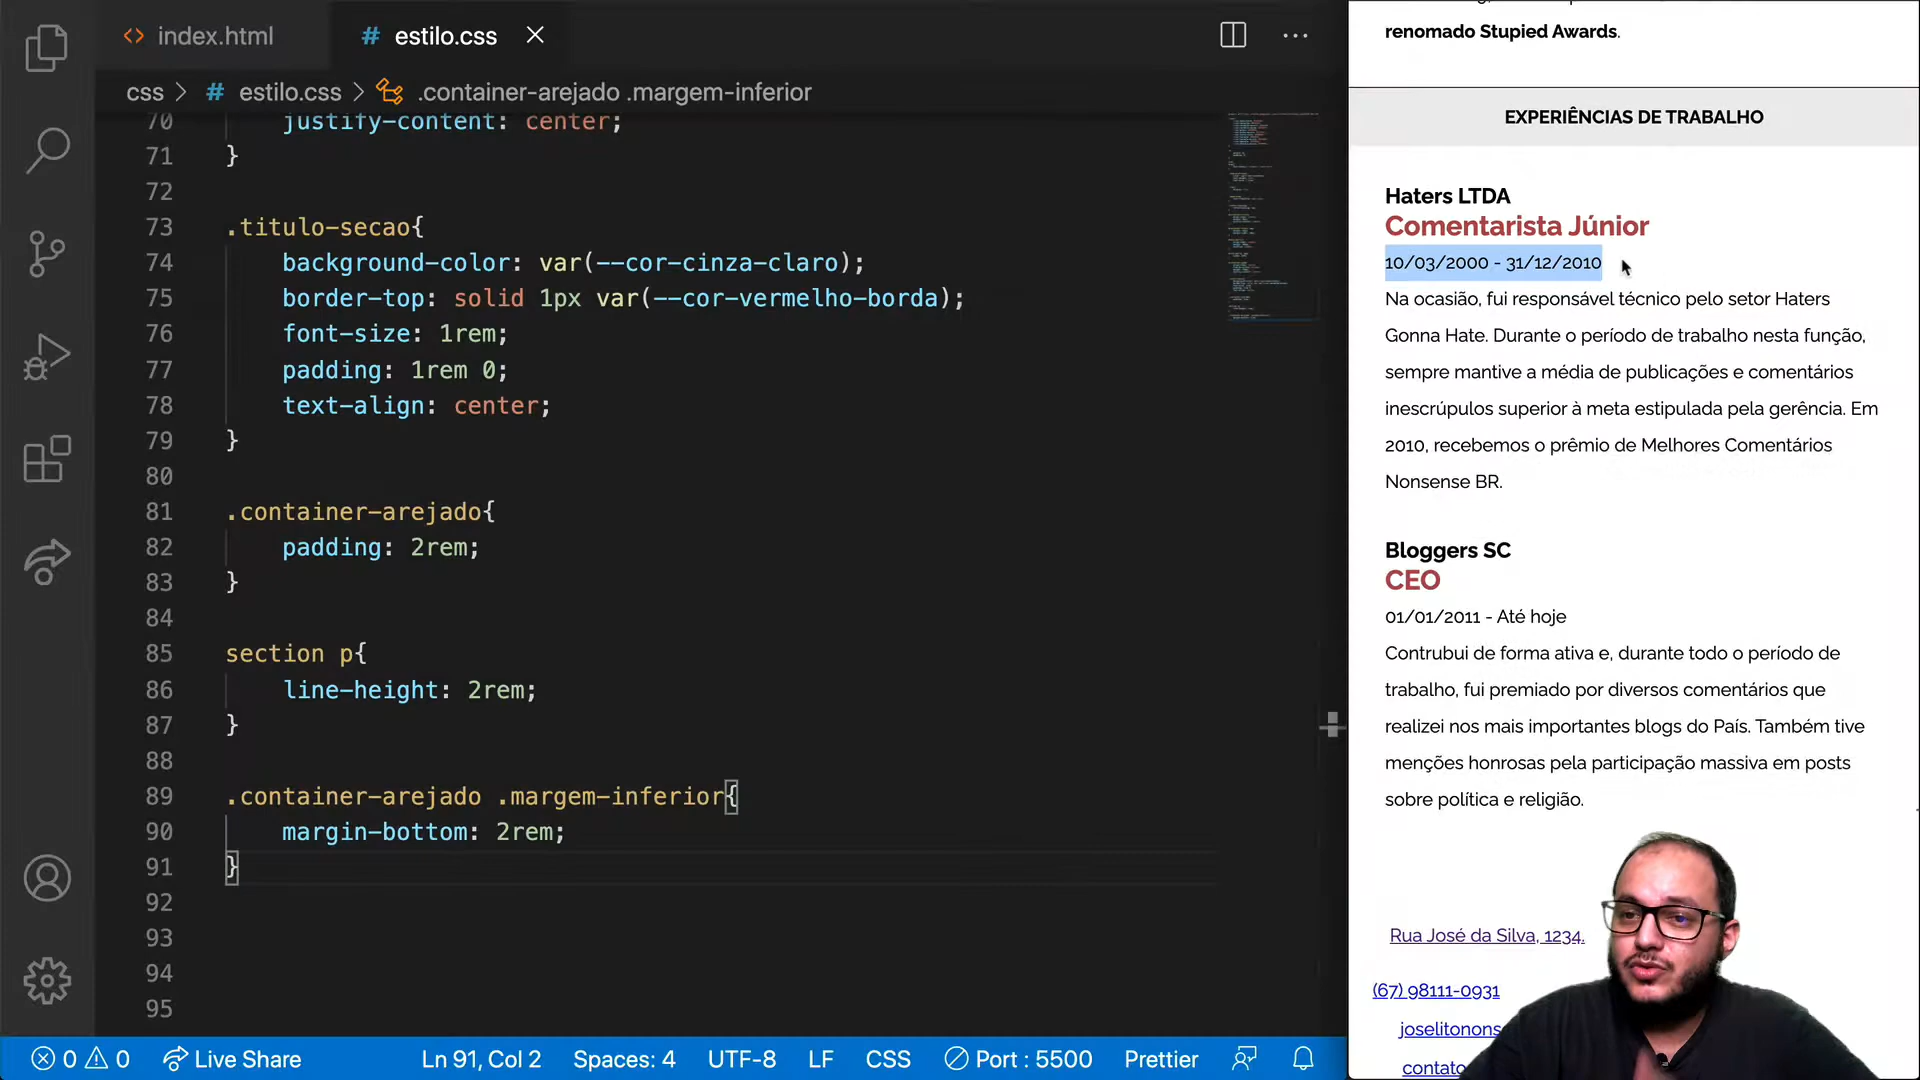 index.html
estilo.css
css > # estilo.css > .container-arejado .margem-inferior
70 justify-content: center;
71 }
72
73 .titulo-secao{
74 background-color: var(--cor-cinza-claro);
75 border-top: solid 1px var(--cor-vermelho-borda);
76 font-size: 1rem;
77 padding: 1rem 0;
78 text-align: center;
79 }
80
81 .container-arejado{
82 padding: 2rem;
83 }
84
85 section p{
86 line-height: 2rem;
87 }
88
89 .container-arejado .margem-inferior{
90 margin-bottom: 2rem;
91 }
92
93
94
95
0 0 Live Share Ln 91, Col 2 Spaces: 4 UTF-8 LF CSS Port : 5500 Prettier
renomado Stupied Awards.
EXPERIÊNCIAS DE TRABALHO
Haters LTDA
Comentarista Júnior
10/03/2000 - 31/12/2010
Na ocasião, fui responsável técnico pelo setor Haters
Gonna Hate. Durante o período de trabalho nesta função,
sempre mantive a média de publicações e comentários
inescrúpulos superior à meta estipulada pela gerência. Em
2010, recebemos o prêmio de Melhores Comentários
Nonsense BR.
Bloggers SC
CEO
01/01/2011 - Até hoje
Contrubui de forma ativa e, durante todo o período de
trabalho, fui premiado por diversos comentários que
realizei nos mais importantes blogs do País. Também tive
menções honrosas pela participação massiva em posts
sobre política e religião.
Rua José da Silva, 1234.
(67) 98111-0931
joselitonons
contato